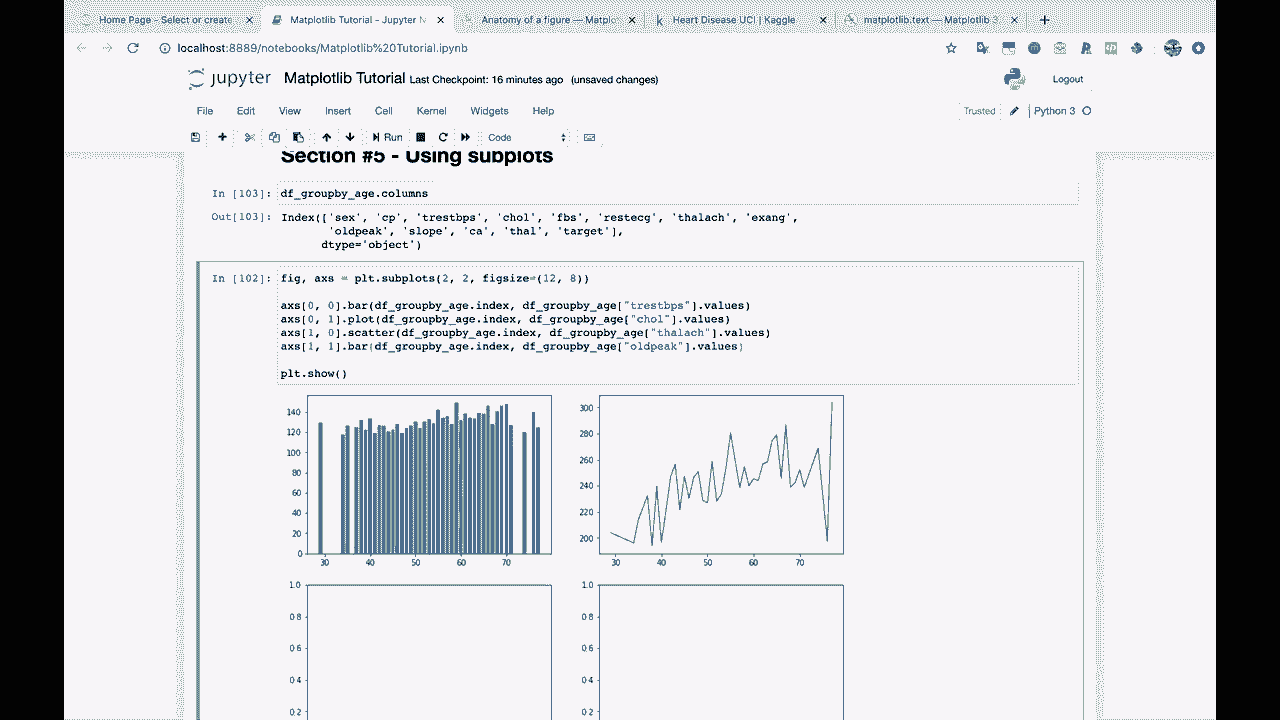 Home Page - Select or create
Matplotlib Tutorial - Jupyter N
Anatomy of a figure — Matplo
Heart Disease UCI | Kaggle
matplotlib.text — Matplotlib 3
localhost:8889/notebooks/Matplotlib%20Tutorial.ipynb
jupyter Matplotlib Tutorial Last Checkpoint: 16 minutes ago (unsaved changes)
Logout
File Edit View Insert Cell Kernel Widgets Help
Trusted
Python 3
Run
Code
Section #5 - Using subplots
In [103]: df_groupby_age.columns
Out[103]: Index(['sex', 'cp', 'trestbps', 'chol', 'fbs', 'restecg', 'thalach', 'exang',
'oldpeak', 'slope', 'ca', 'thal', 'target'],
dtype='object')
In [102]: fig, axs = plt.subplots(2, 2, figsize=(12, 8))
axs[0, 0].bar(df_groupby_age.index, df_groupby_age["trestbps"].values)
axs[0, 1].plot(df_groupby_age.index, df_groupby_age["chol"].values)
axs[1, 0].scatter(df_groupby_age.index, df_groupby_age["thalach"].values)
axs[1, 1].bar(df_groupby_age.index, df_groupby_age["oldpeak"].values)
plt.show()
140
120
100
80
60
40
20
0
30 40 50 60 70
300
280
260
240
220
200
30 40 50 60 70
1.0
0.8
0.6
0.4
0.2
1.0
0.8
0.6
0.4
0.2